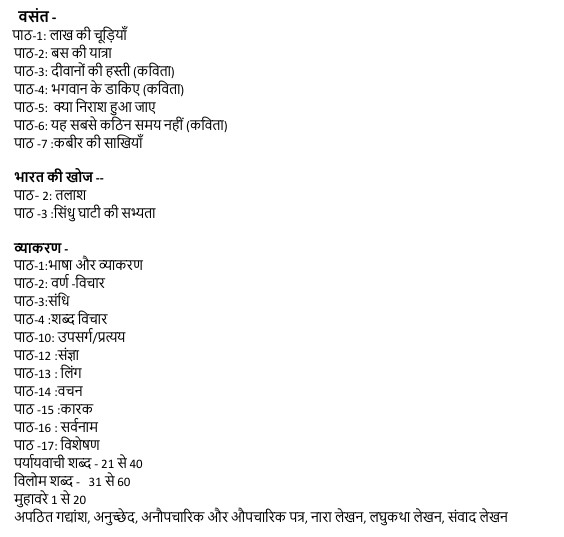 वसंत -
पाठ-1: लाख की चूड़ियाँ
पाठ-2: बस की यात्रा
पाठ-3: दीवानों की हस्ती (कविता)
पाठ-4: भगवान के डाकिए (कविता)
पाठ-5: क्या निराश हुआ जाए
पाठ-6: यह सबसे कठिन समय नहीं (कविता)
पाठ -7 :कबीर की साखियाँ
भारत की खोज --
पाठ- 2: तलाश
पाठ -3 :सिंधु घाटी की सभ्यता
व्याकरण -
पाठ-1:भाषा और व्याकरण
पाठ-2: वर्ण -विचार
पाठ-3:संधि
पाठ-4 :शब्द विचार
पाठ-10: उपसर्ग/प्रत्यय
पाठ-12 :संज्ञा
पाठ-13 : लिंग
पाठ-14 :वचन
पाठ -15 :कारक
पाठ-16 : सर्वनाम
पाठ -17: विशेषण
पर्यायवाची शब्द - 21 से 40
विलोम शब्द - 31 से 60
मुहावरे 1 से 20
अपठित गद्यांश, अनुच्छेद, अनौपचारिक और औपचारिक पत्र, नारा लेखन, लघुकथा लेखन, संवाद लेखन